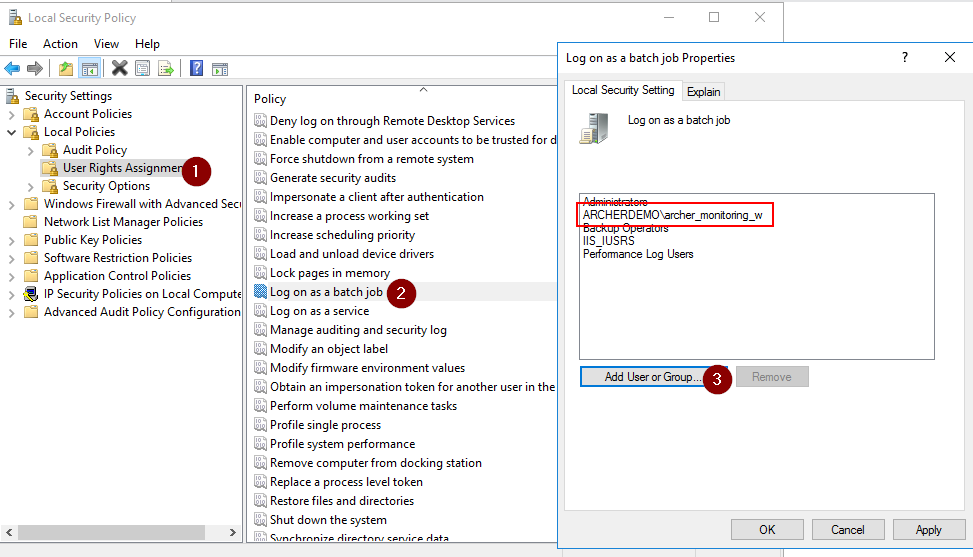 Local Security Policy
File Action View Help
Security Settings
Account Policies
Local Policies
Audit Policy
User Rights Assignmen
1
Security Options
Windows Firewall with Advanced Secu
Network List Manager Policies
Public Key Policies
Software Restriction Policies
Application Control Policies
IP Security Policies on Local Compute
Advanced Audit Policy Configuration
Policy
Deny log on through Remote Desktop Services
Enable computer and user accounts to be trusted for d
Force shutdown from a remote system
Generate security audits
Impersonate a client after authentication
Increase a process working set
Increase scheduling priority
Load and unload device drivers
Lock pages in memory
Log on as a batch job
2
Log on as a service
Manage auditing and security log
Modify an object label
Modify firmware environment values
Obtain an impersonation token for another user in the
Perform volume maintenance tasks
Profile single process
Profile system performance
Remove computer from docking station
Replace a process level token
Restore files and directories
Shut down the system
Synchronize directory service data
Log on as a batch job Properties
?
Local Security Setting Explain
Log on as a batch job
Administrators
ARCHERDEMO\archer_monitoring_w
Backup Operators
IIS_IUSRS
Performance Log Users
Add User or Group...
3
Remove
OK Cancel Apply